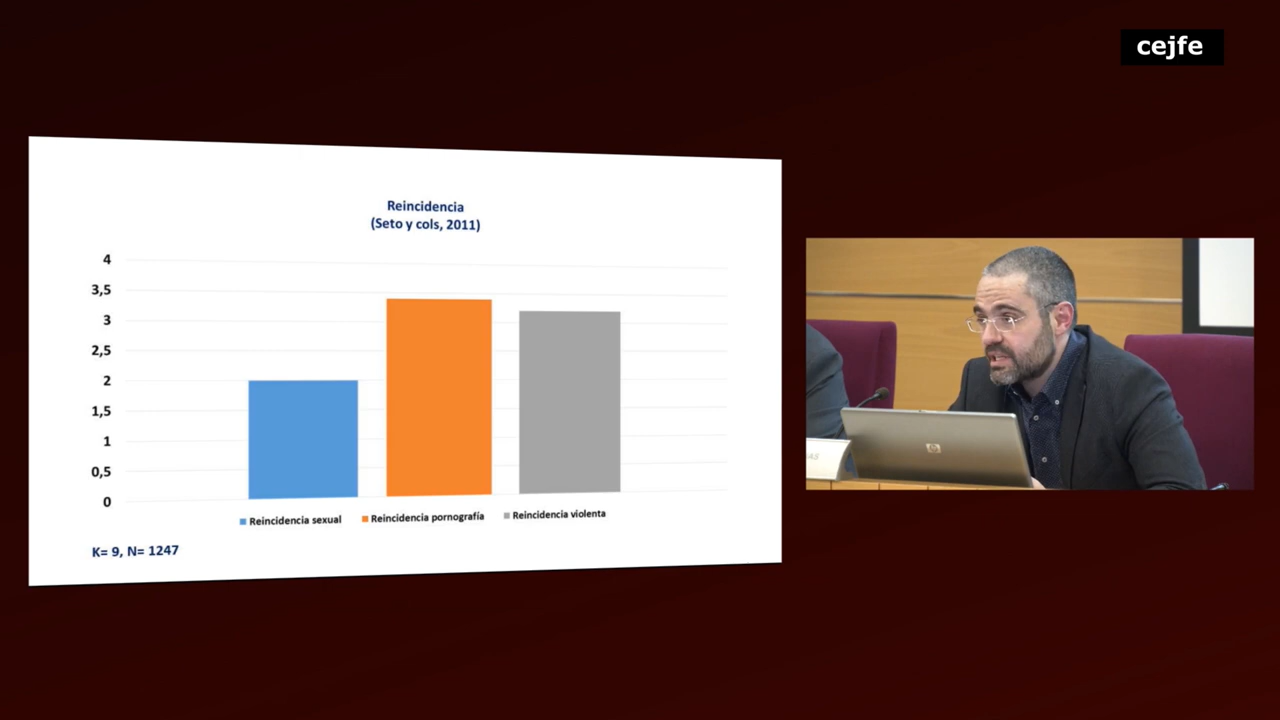 cejfe
Reincidencia
(Seto y cols, 2011)
4
3,5
3
2,5
2
1,5
1
0,5
0
Reincidencia sexual
Reincidencia pornografía
Reincidencia violenta
K= 9, N= 1247